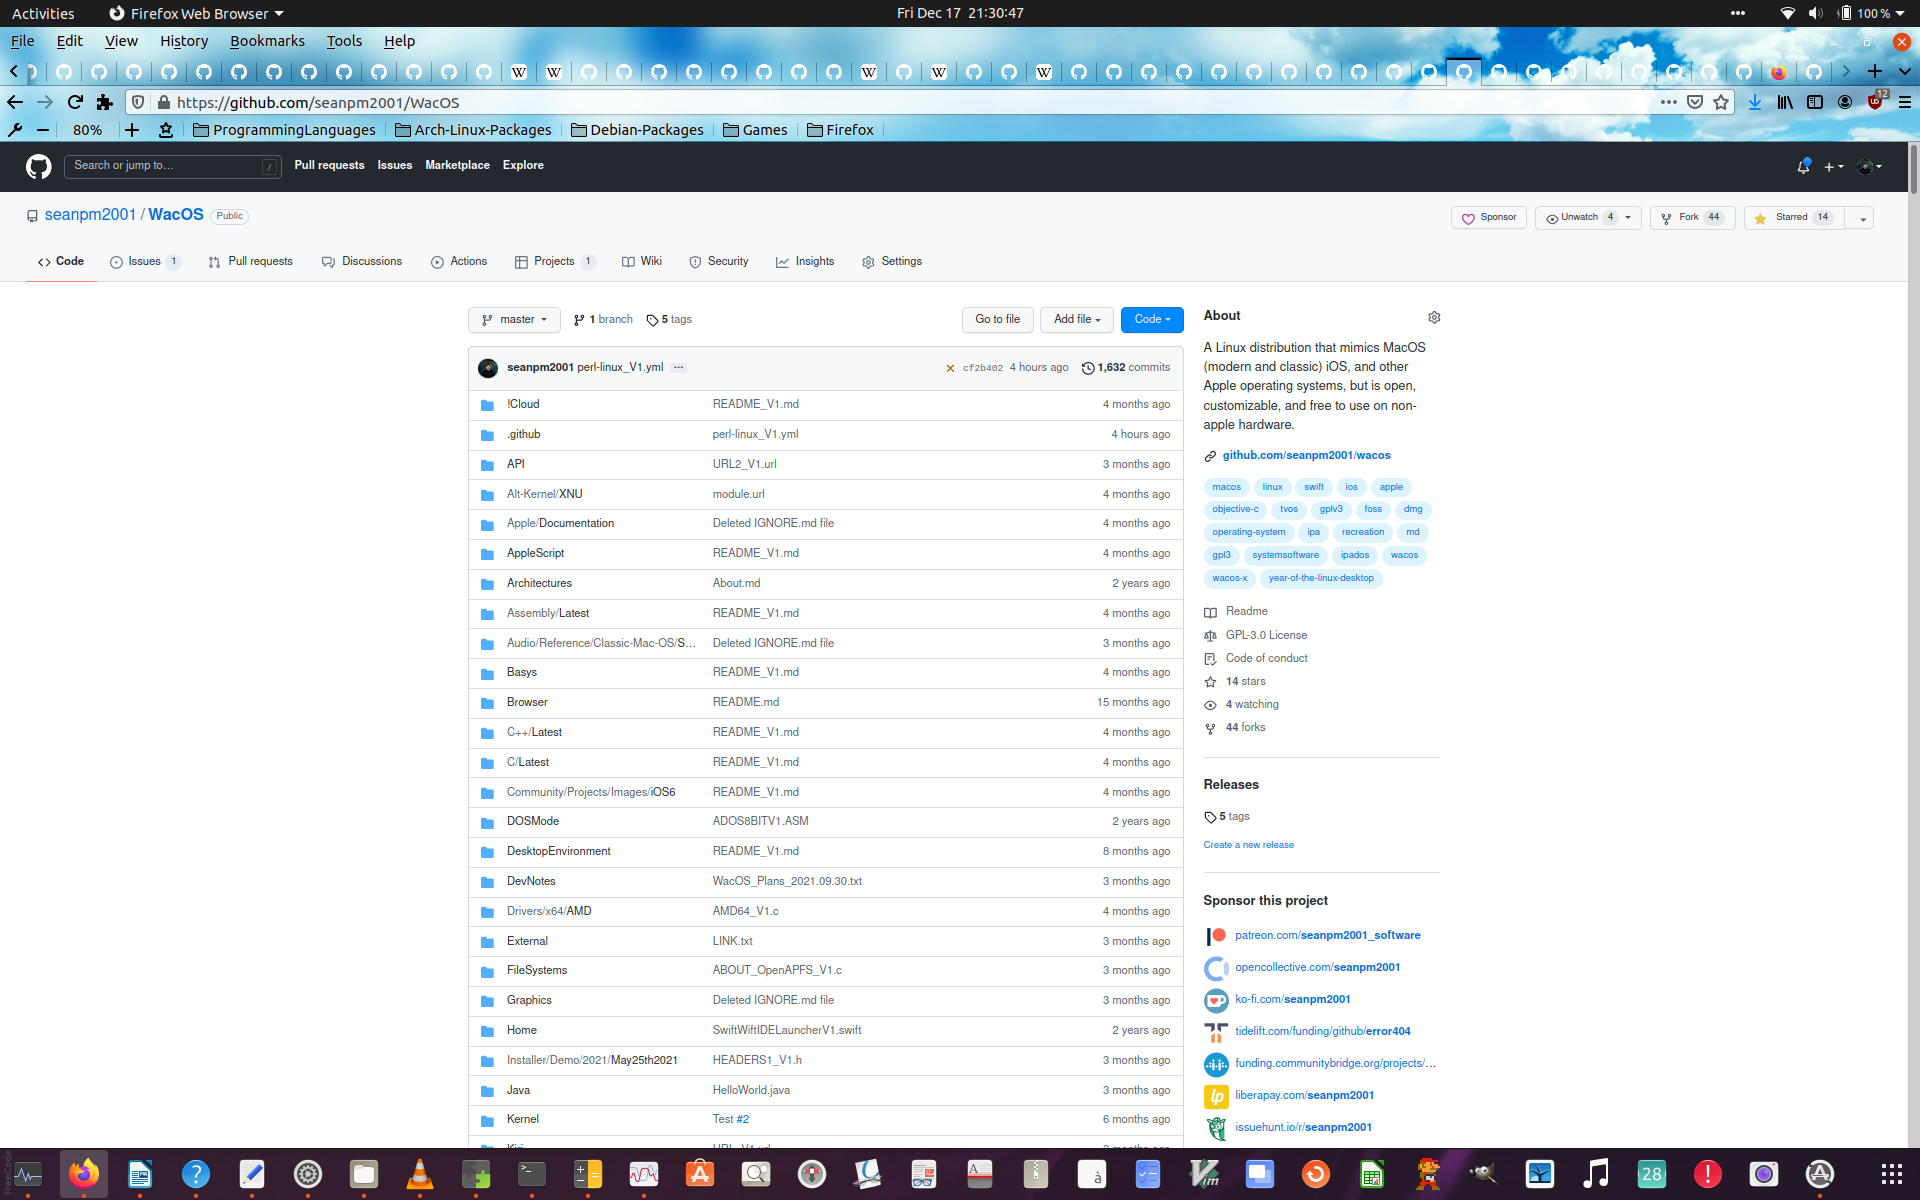 Activities Firefox Web Browser Fri Dec 17 21:30:47 100 %
File Edit View History Bookmarks Tools Help
https://github.com/seanpm2001/WacOS 12
80% ProgrammingLanguages Arch-Linux-Packages Debian-Packages Games Firefox
Search or jump to... / Pull requests Issues Marketplace Explore
seanpm2001 / WacOS Public Sponsor Unwatch 4 Fork 44 Starred 14
Code Issues 1 Pull requests Discussions Actions Projects 1 Wiki Security Insights Settings
master 1 branch 5 tags Go to file Add file Code
seanpm2001 perl-linux_V1.yml ... cf2b402 4 hours ago 1,632 commits
!Cloud README_V1.md 4 months ago
.github perl-linux_V1.yml 4 hours ago
API URL2_V1.url 3 months ago
Alt-Kernel/XNU module.url 4 months ago
Apple/Documentation Deleted IGNORE.md file 4 months ago
AppleScript README_V1.md 4 months ago
Architectures About.md 2 years ago
Assembly/Latest README_V1.md 4 months ago
Audio/Reference/Classic-Mac-OS/S... Deleted IGNORE.md file 3 months ago
Basys README_V1.md 4 months ago
Browser README.md 15 months ago
C++/Latest README_V1.md 4 months ago
C/Latest README_V1.md 4 months ago
Community/Projects/Images/iOS6 README_V1.md 4 months ago
DOSMode ADOS8BITV1.ASM 2 years ago
DesktopEnvironment README_V1.md 8 months ago
DevNotes WacOS_Plans_2021.09.30.txt 3 months ago
Drivers/x64/AMD AMD64_V1.c 4 months ago
External LINK.txt 3 months ago
FileSystems ABOUT_OpenAPFS_V1.c 3 months ago
Graphics Deleted IGNORE.md file 3 months ago
Home SwiftWiftIDELauncherV1.swift 2 years ago
Installer/Demo/2021/May25th2021 HEADERS1_V1.h 3 months ago
Java HelloWorld.java 3 months ago
Kernel Test #2 6 months ago
About
A Linux distribution that mimics MacOS
(modern and classic) iOS, and other
Apple operating systems, but is open,
customizable, and free to use on non-
apple hardware.
github.com/seanpm2001/wacos
macos linux swift ios apple
objective-c tvos gplv3 foss dmg
operating-system ipa recreation md
gpl3 systemsoftware ipados wacos
wacos-x year-of-the-linux-desktop
Readme
GPL-3.0 License
Code of conduct
14 stars
4 watching
44 forks
Releases
5 tags
Create a new release
Sponsor this project
patreon.com/seanpm2001_software
opencollective.com/seanpm2001
ko-fi.com/seanpm2001
tidelift.com/funding/github/error404
funding.communitybridge.org/projects/...
liberapay.com/seanpm2001
issuehunt.io/r/seanpm2001
28